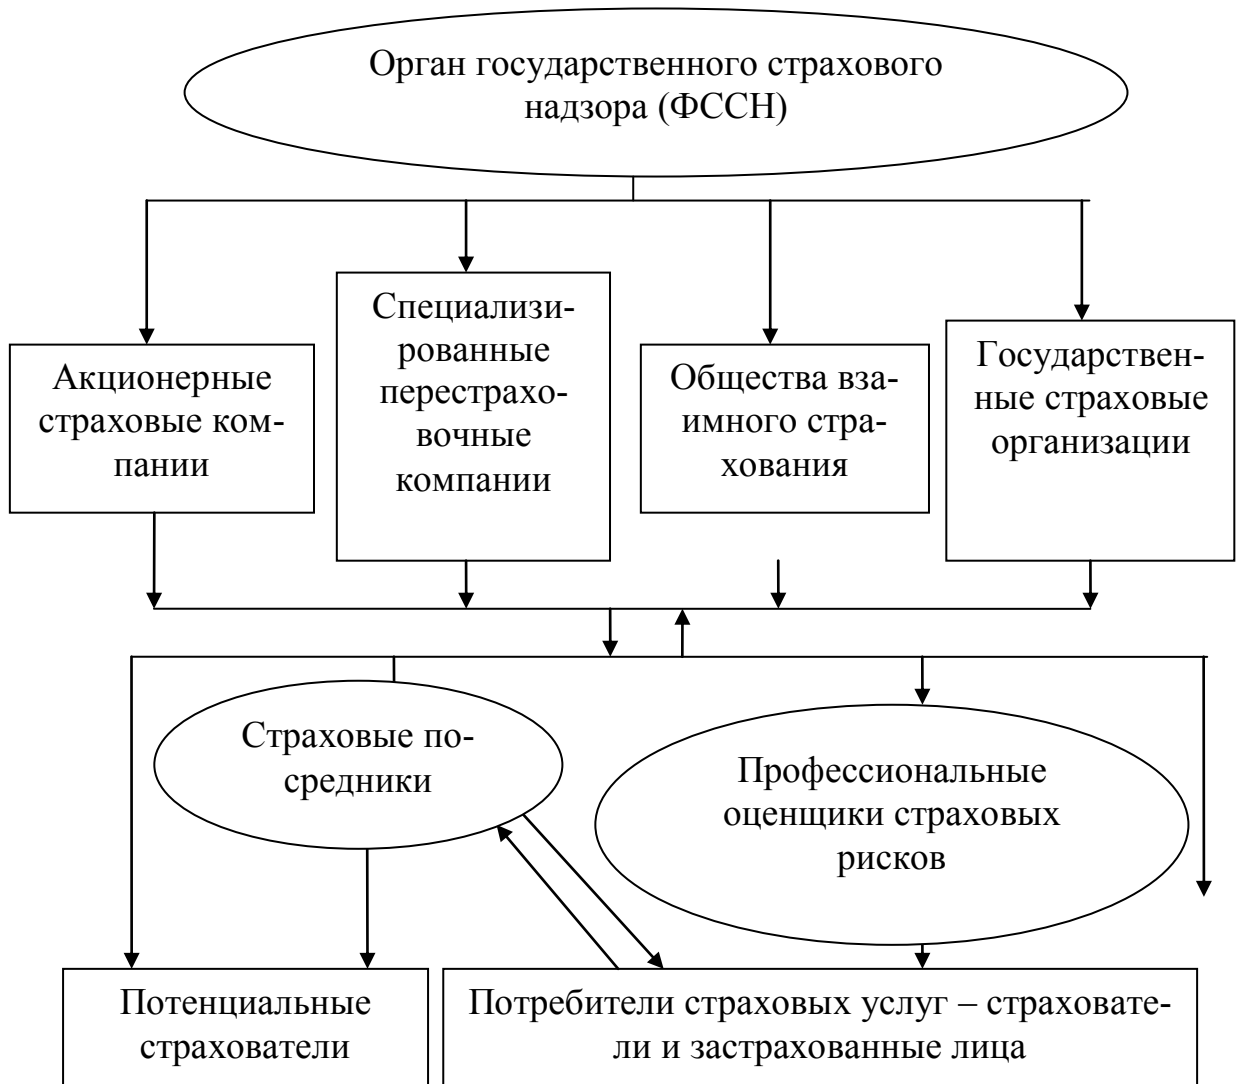 Орган государственного страхового
надзора (ФССН)
Акционерные
страховые ком-
пании
Специализи-
рованные
перестрахо-
вочные
компании
Общества вза-
имного стра-
хования
Государствен-
ные страховые
организации
Страховые по-
средники
Профессиональные
оценщики страховых
рисков
Потенциальные
страхователи
Потребители страховых услуг – страховате-
ли и застрахованные лица